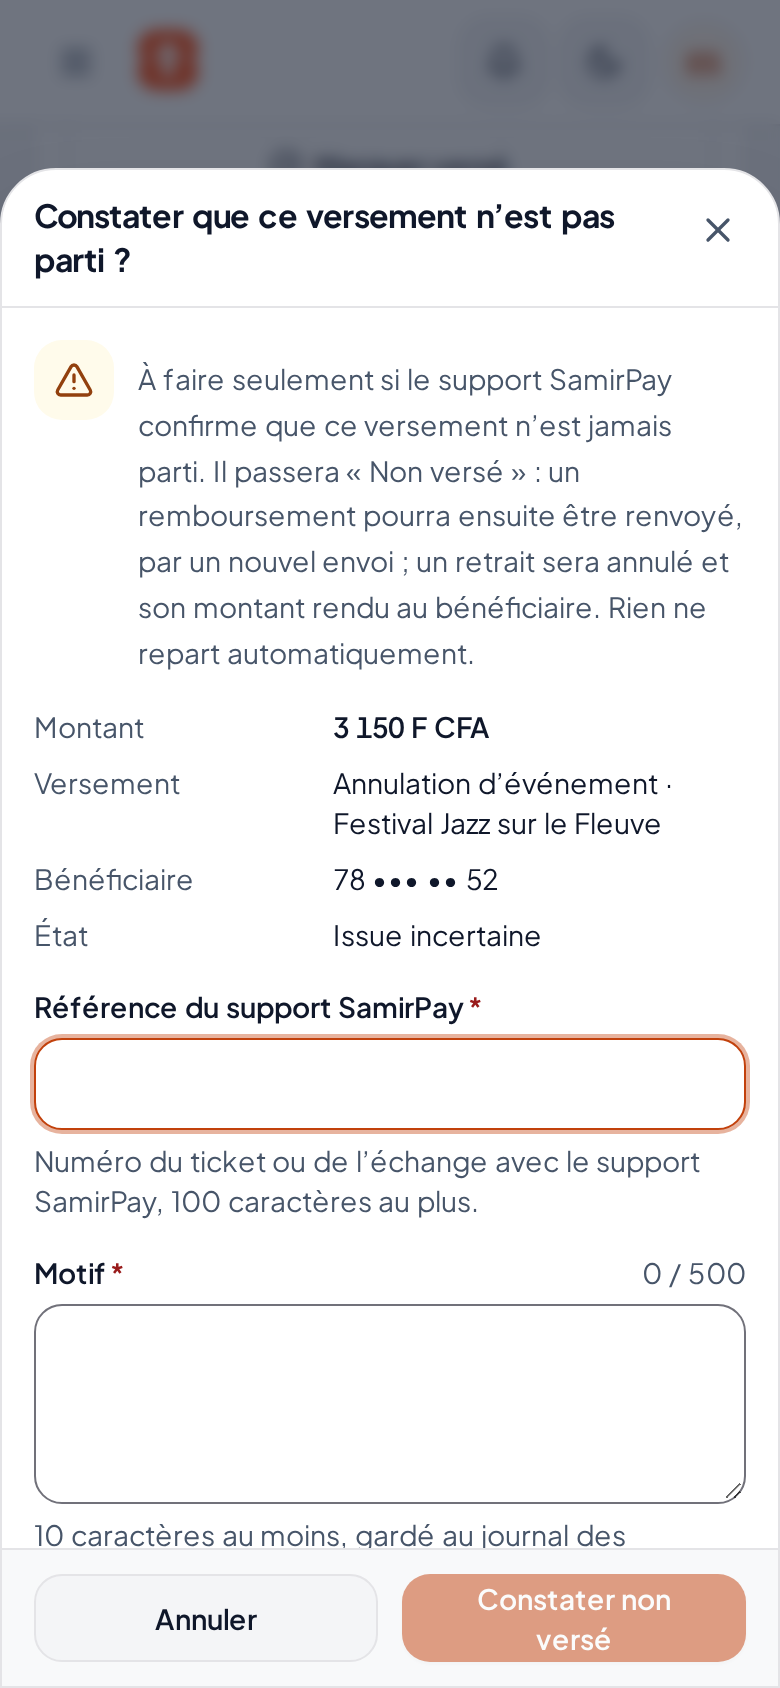 Constater que ce versement n’est pas
parti ?
À faire seulement si le support SamirPay
confirme que ce versement n’est jamais
parti. Il passera « Non versé » : un
remboursement pourra ensuite être renvoyé,
par un nouvel envoi ; un retrait sera annulé et
son montant rendu au bénéficiaire. Rien ne
repart automatiquement.
Montant 3 150 F CFA
Versement Annulation d’événement ·
Festival Jazz sur le Fleuve
Bénéficiaire 78 ••• •• 52
État Issue incertaine
Référence du support SamirPay *
Numéro du ticket ou de l’échange avec le support
SamirPay, 100 caractères au plus.
Motif * 0 / 500
10 caractères au moins, gardé au journal des
Annuler
Constater non
versé